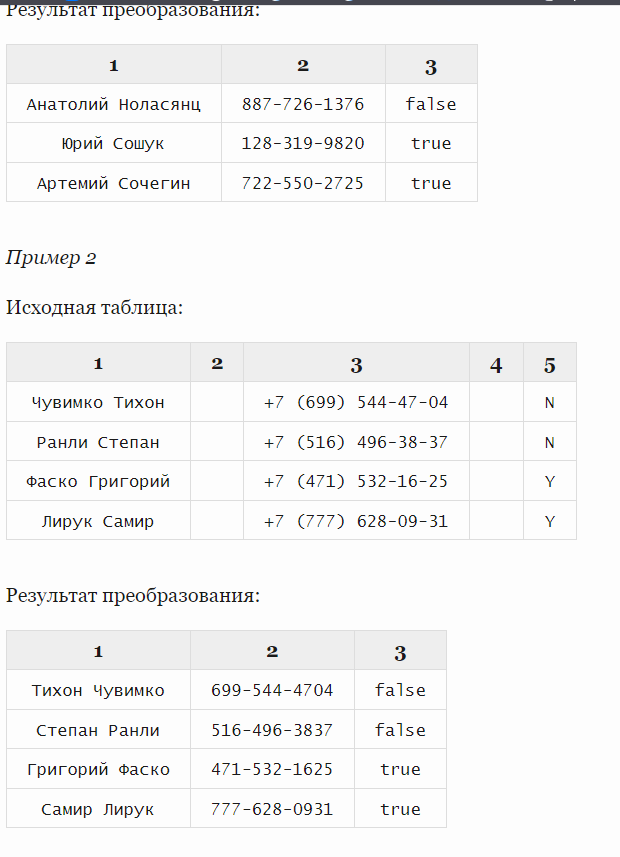 Результат преобразования:
1 2 3
Анатолий Ноласянц 887-726-1376 false
Юрий Сошук 128-319-9820 true
Артемий Сочегин 722-550-2725 true
Пример 2
Исходная таблица:
1 2 3 4 5
Чувимко Тихон +7 (699) 544-47-04 N
Ранли Степан +7 (516) 496-38-37 N
Фаско Григорий +7 (471) 532-16-25 Y
Лирук Самир +7 (777) 628-09-31 Y
Результат преобразования:
1 2 3
Тихон Чувимко 699-544-4704 false
Степан Ранли 516-496-3837 false
Григорий Фаско 471-532-1625 true
Самир Лирук 777-628-0931 true